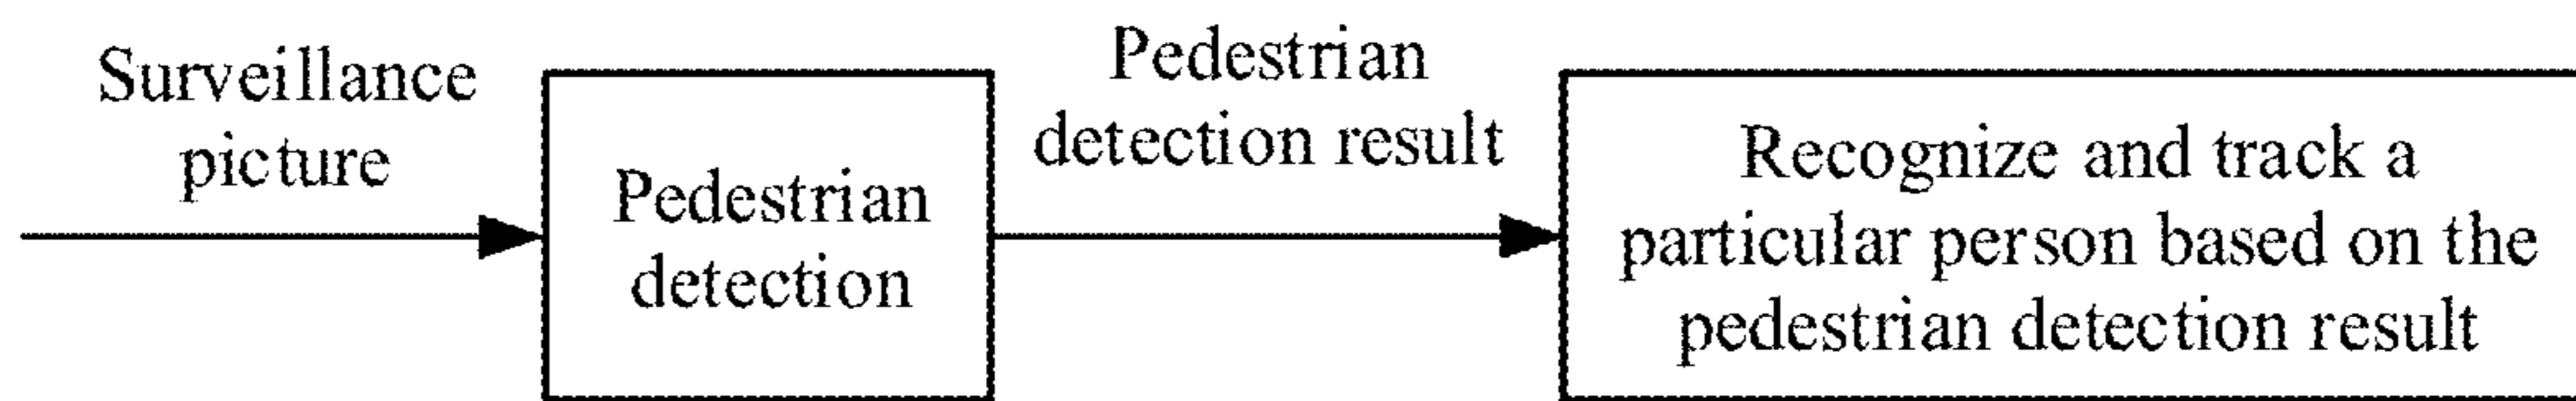 Surveillance
picture
Pedestrian
detection
Pedestrian
detection result
Recognize and track a
particular person based on the
pedestrian detection result